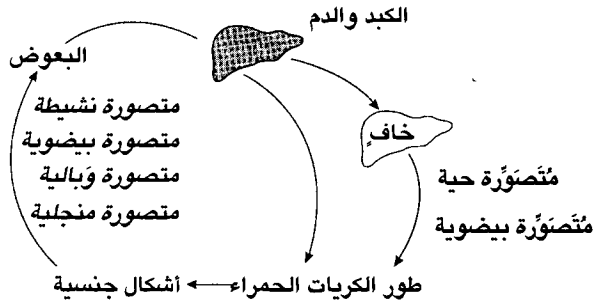 الكبد والدم
البعوض
متصورة نشيطة
متصورة بيضوية
متصورة وَبالية
متصورة منجلية
خافٍ
مُتَصَوِّرة حية
مُتَصَوِّرة بيضوية
طور الكريات الحمراء
أشكال جنسية